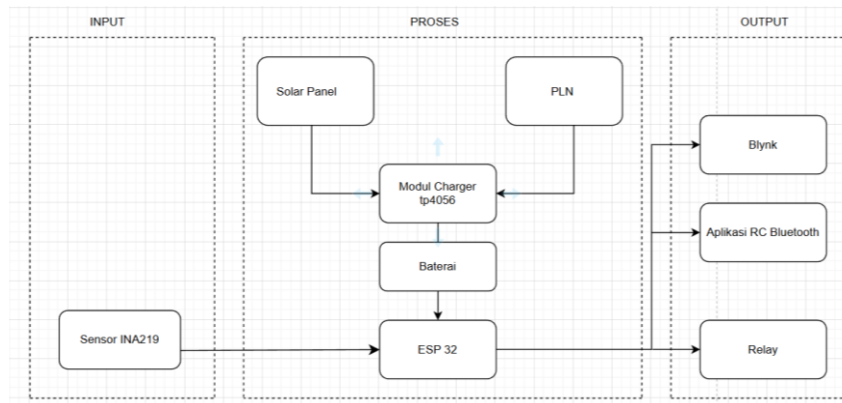 INPUT
PROSES
OUTPUT
Solar Panel
PLN
Blynk
Modul Charger
tp4056
Aplikasi RC Bluetooth
Baterai
Sensor INA219
ESP 32
Relay